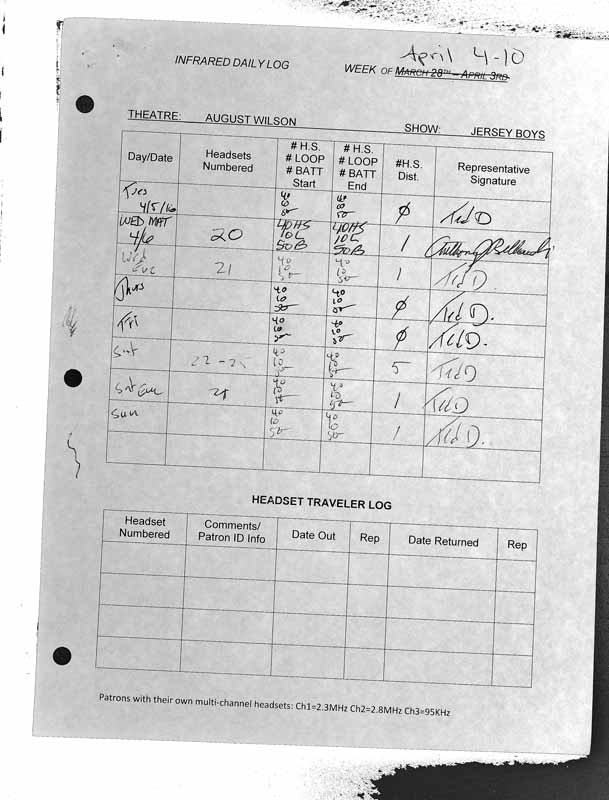 April 4-10
INFRARED DAILY LOG WEEK OF MARCH 28TH – APRIL 3RD
THEATRE: AUGUST WILSON SHOW: JERSEY BOYS
Day/Date Headsets Numbered # H.S. # LOOP # BATT Start # H.S. # LOOP # BATT End #H.S. Dist. Representative Signature
Tues 4/5/16 40 10 50 40 10 50 Ø Ted D
WED MAT 4/6 20 40HS 10L 50B 40HS 10L 50B 1 Anthony
Wed Eve 21 40 10 50 40 10 50 1 Ted D.
Thurs 40 10 50 40 10 50 Ø Ted D.
Fri 40 10 50 40 10 50 Ø Ted D.
Sat 22-25 40 10 50 40 10 50 5 Ted D
Sat Eve 40 10 50 40 10 50 1 Ted D
Sun 40 10 50 40 10 50 1 Ted D.
HEADSET TRAVELER LOG
Headset Numbered Comments/ Patron ID Info Date Out Rep Date Returned Rep
Patrons with their own multi-channel headsets: Ch1=2.3MHz Ch2=2.8MHz Ch3=95KHz